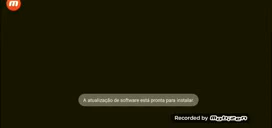 m
A atualização de software está pronta para instalar.
Recorded by mobizen